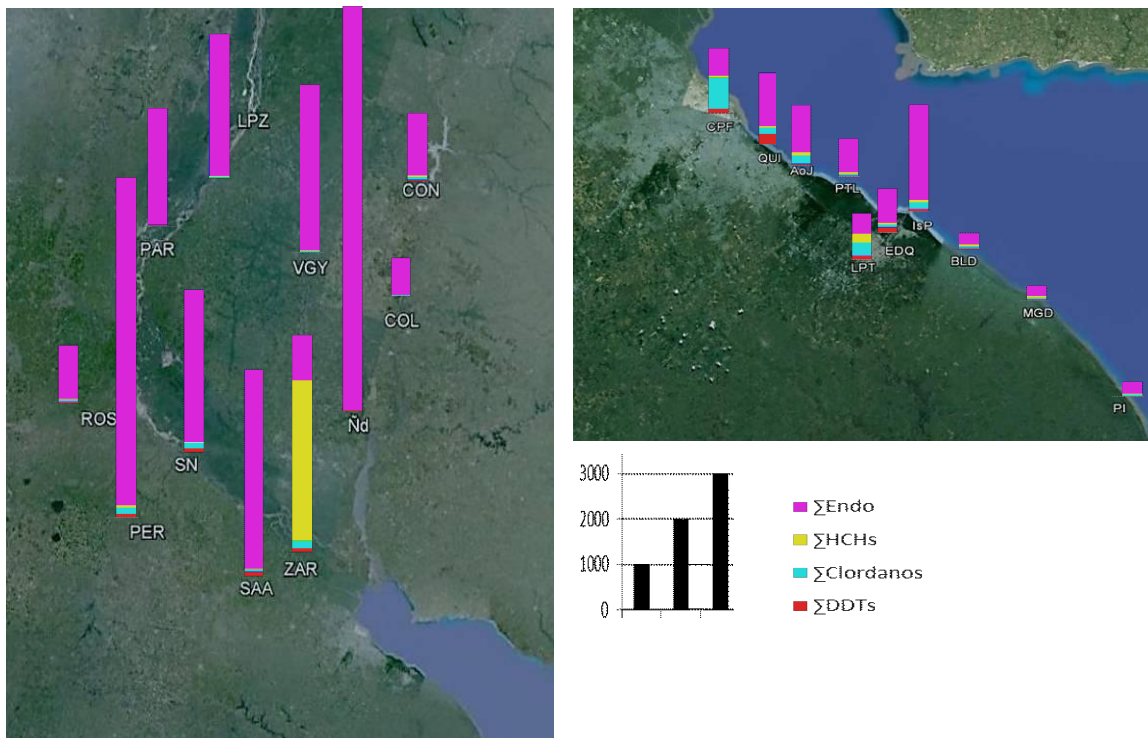 LPZ
CON
PAR
VGY
COL
ROS
Ñd
SN
PER
SAA
ZAR
CPF
QUI
AoJ
PTL
IsP
EDQ
LPT
BLD
MGD
PI
3000
2000
1000
0
∑Endo
∑HCHs
∑Clordanos
∑DDTs